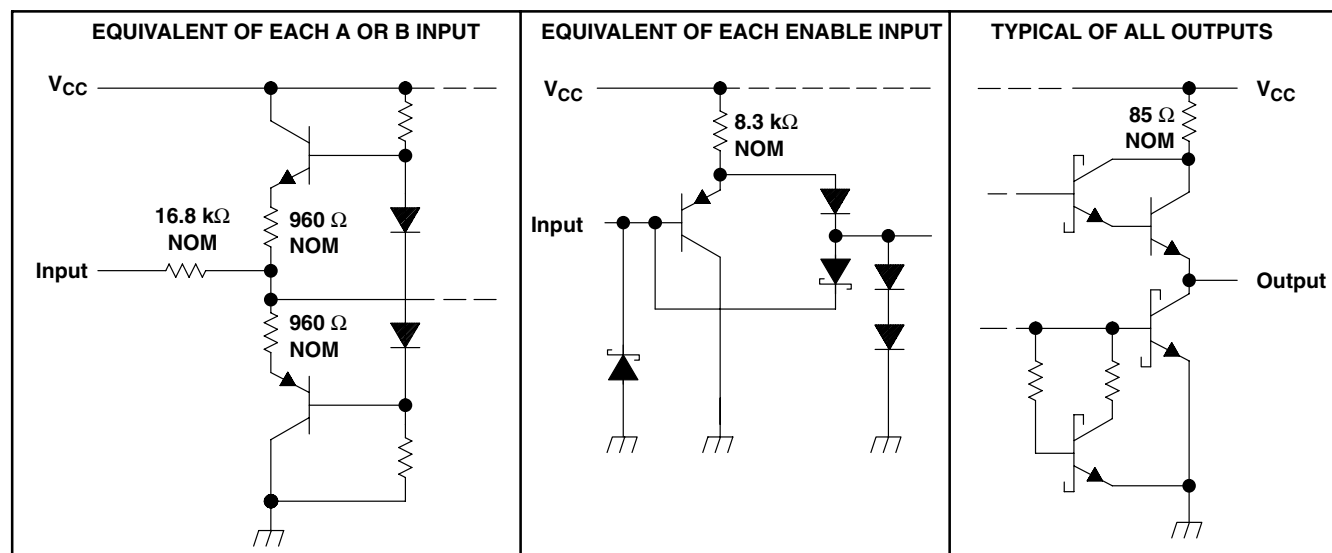 EQUIVALENT OF EACH A OR B INPUT
VCC
16.8 kΩ
NOM
960 Ω
NOM
Input
960 Ω
NOM
EQUIVALENT OF EACH ENABLE INPUT
VCC
8.3 kΩ
NOM
Input
TYPICAL OF ALL OUTPUTS
VCC
85 Ω
NOM
Output